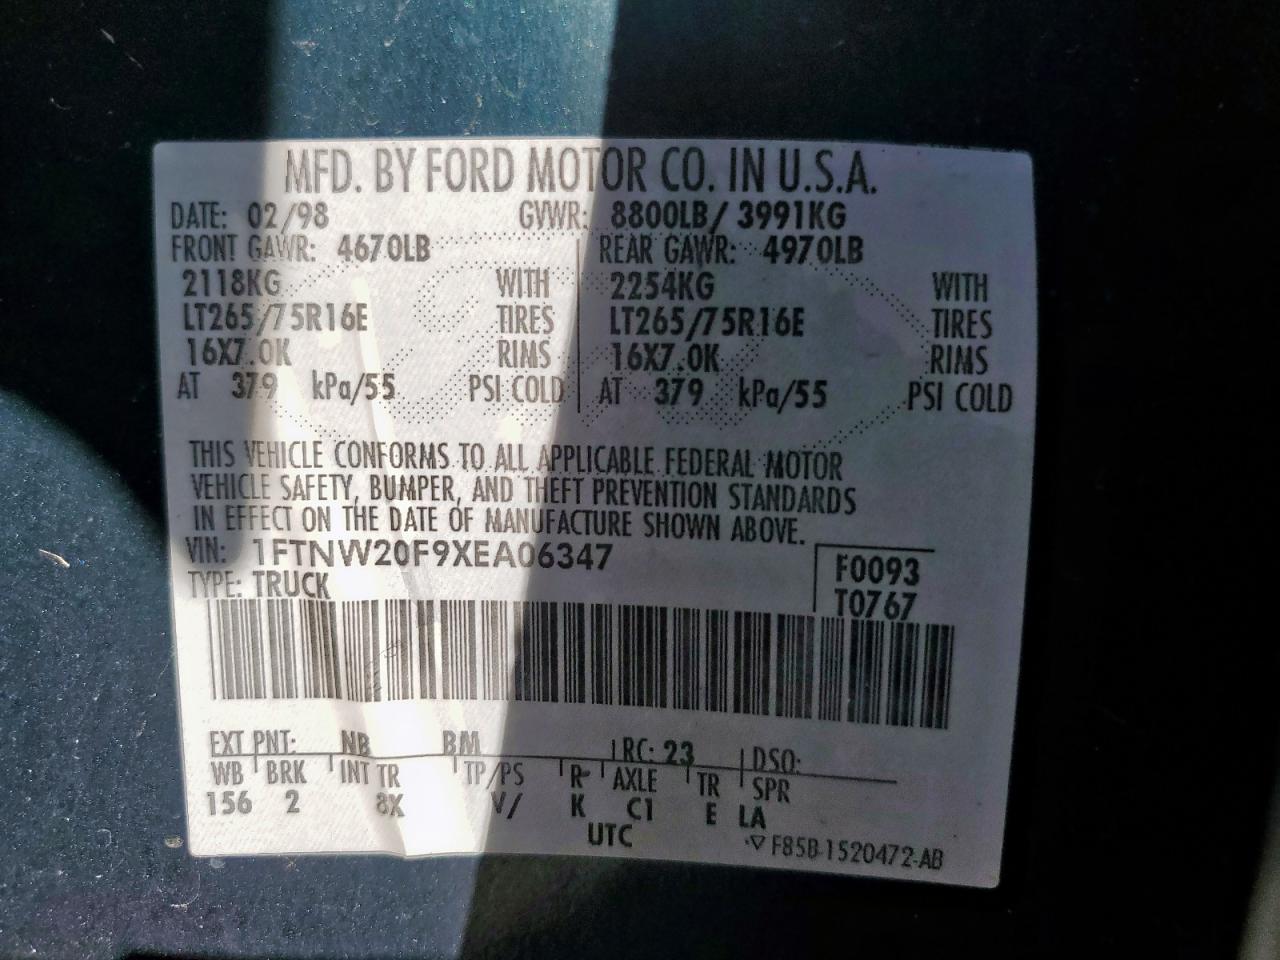 MFD. BY FORD MOTOR CO. IN U.S.A.
DATE: 02/98 GVWR: 8800LB/ 3991KG
FRONT GAWR: 4670LB REAR GAWR: 4970LB
2118KG WITH 2254KG WITH
LT265/75R16E TIRES LT265/75R16E TIRES
16X7.0K RIMS 16X7.0K RIMS
AT 379 kPa/55 PSI COLD AT 379 kPa/55 PSI COLD
THIS VEHICLE CONFORMS TO ALL APPLICABLE FEDERAL MOTOR
VEHICLE SAFETY, BUMPER, AND THEFT PREVENTION STANDARDS
IN EFFECT ON THE DATE OF MANUFACTURE SHOWN ABOVE.
VIN: 1FTNW20F9XEA06347 F0093
TYPE: TRUCK T0767
EXT PNT: NB BM RC: 23 DSO:
WB BRK INT TR TP/PS R AXLE TR SPR
156 2 8X V/ K C1 E LA
UTC F85B-1520472-AB